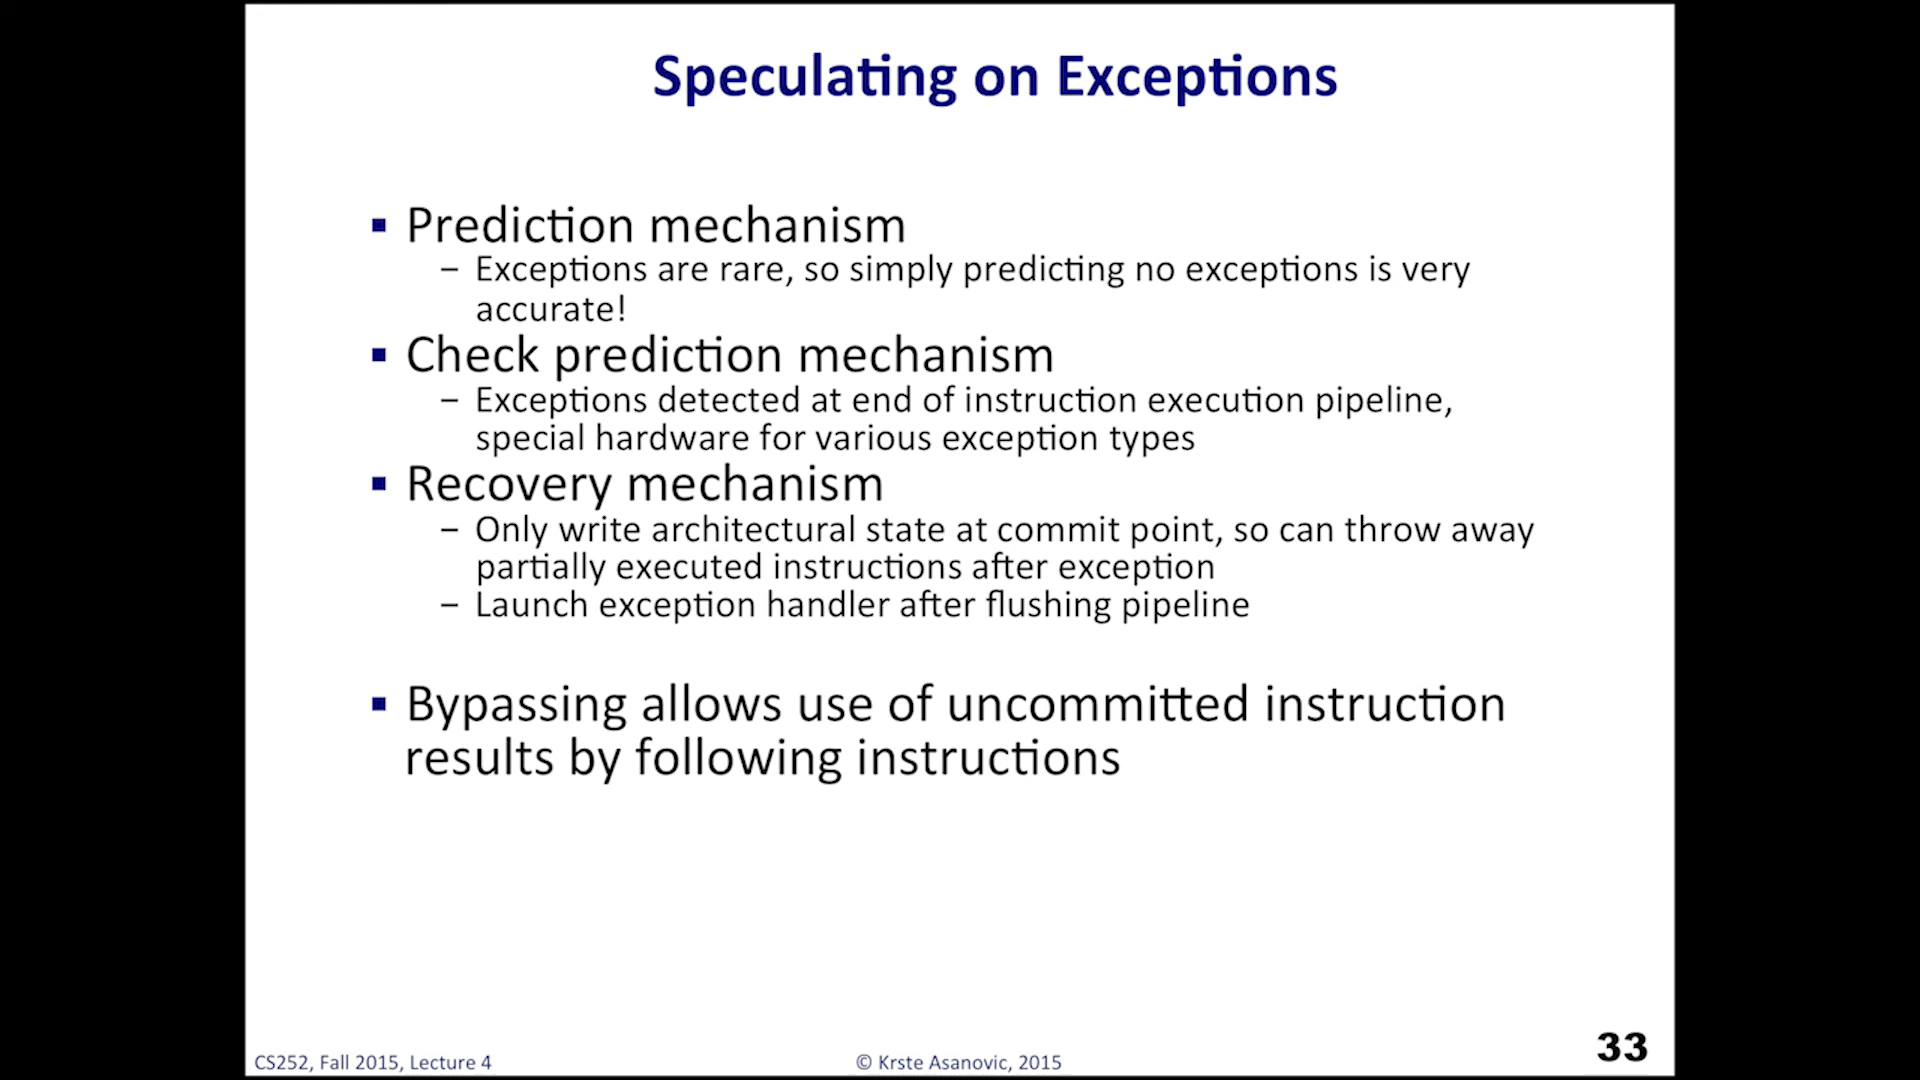 Speculating on Exceptions
▪ Prediction mechanism
– Exceptions are rare, so simply predicting no exceptions is very
accurate!
▪ Check prediction mechanism
– Exceptions detected at end of instruction execution pipeline,
special hardware for various exception types
▪ Recovery mechanism
– Only write architectural state at commit point, so can throw away
partially executed instructions after exception
– Launch exception handler after flushing pipeline
▪ Bypassing allows use of uncommitted instruction
results by following instructions
CS252, Fall 2015, Lecture 4
© Krste Asanovic, 2015
33